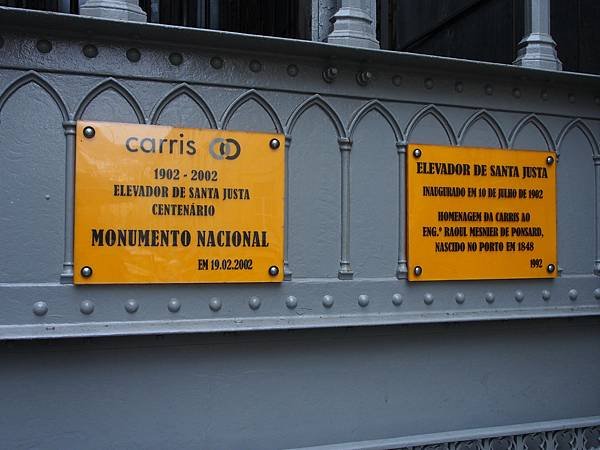 carris
1902 - 2002
ELEVADOR DE SANTA JUSTA
CENTENÁRIO
MONUMENTO NACIONAL
EM 19.02.2002
ELEVADOR DE SANTA JUSTA
INAUGURADO EM 10 DE JULHO DE 1902
HOMENAGEM DA CARRIS AO
ENG.º RAOUL MESNIER DE PONSARD,
NASCIDO NO PORTO EM 1848
1992